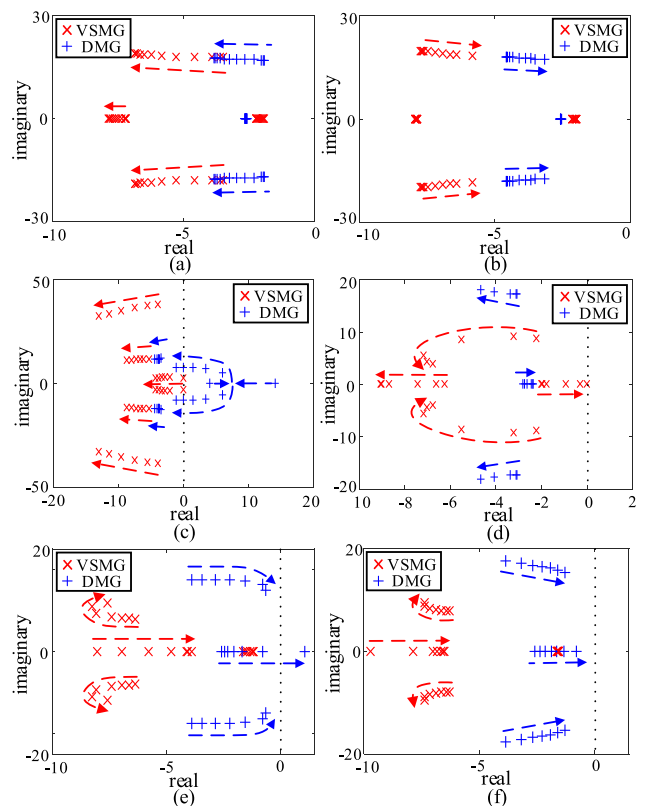 30
VSMG
DMG
imaginary
0
-30
-10
-5
0
real
(a)
30
VSMG
DMG
imaginary
0
-30
-10
-5
0
real
(b)
50
VSMG
DMG
imaginary
0
-50
-20
-10
0
10
20
real
(c)
20
VSMG
DMG
10
imaginary
0
-10
-20
10
-8
-6
-4
-2
0
2
real
(d)
20
VSMG
DMG
imaginary
0
-20
-10
-5
0
real
(e)
20
VSMG
DMG
imaginary
0
-20
-10
-5
0
real
(f)